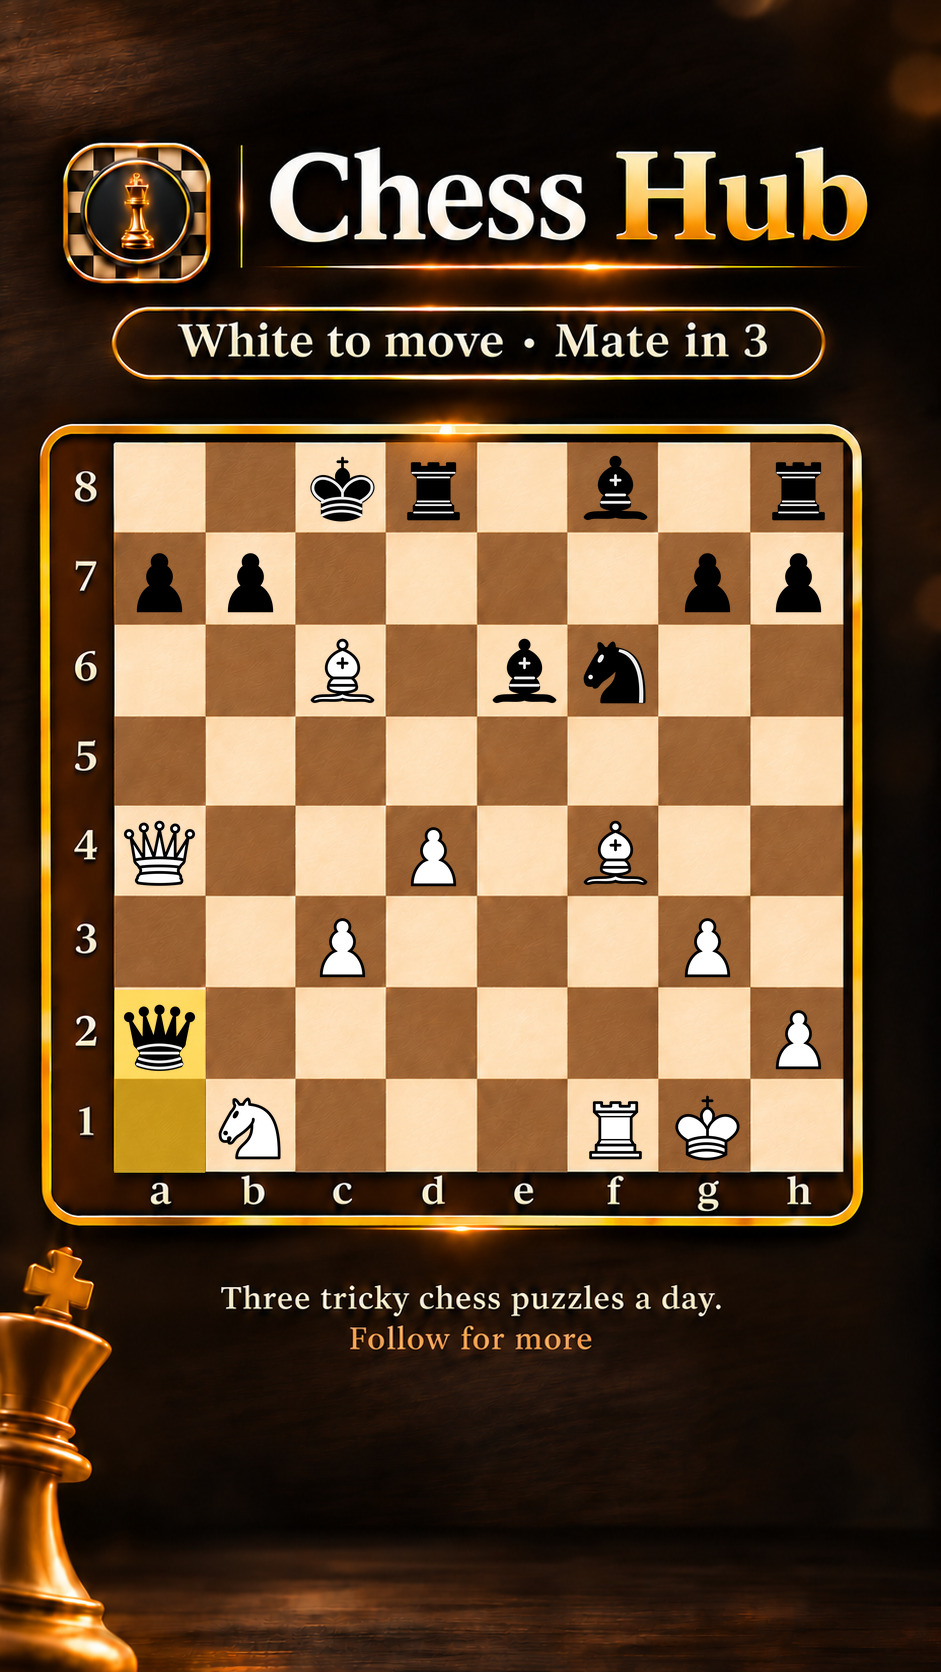 Chess Hub
White to move • Mate in 3
8
7
6
5
4
3
2
1
a b c d e f g h
Three tricky chess puzzles a day.
Follow for more